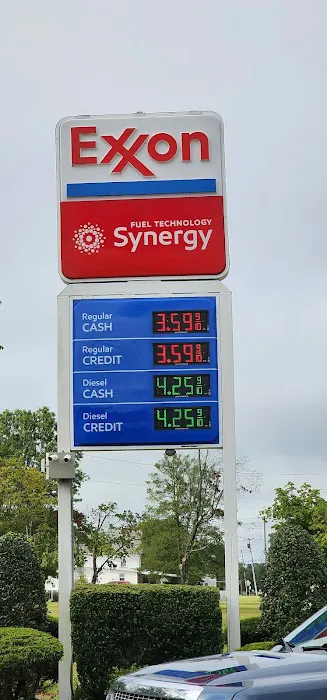 Exxon
FUEL TECHNOLOGY
Synergy
Regular
CASH
3.59 9/10
Regular
CREDIT
3.59 9/10
Diesel
CASH
4.25 9/10
Diesel
CREDIT
4.25 9/10